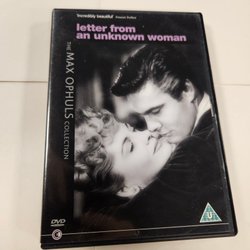 'Incredibly beautiful'
letter from
an unknown woman
THE MAX OPHULS COLLECTION
DVD
U